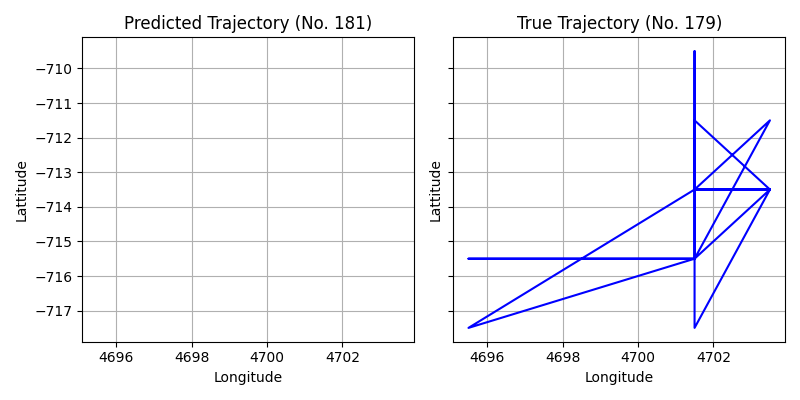 Predicted Trajectory (No. 181)
True Trajectory (No. 179)
Lattitude
−710
−711
−712
−713
−714
−715
−716
−717
4696
4698
4700
4702
Longitude
Lattitude
4696
4698
4700
4702
Longitude